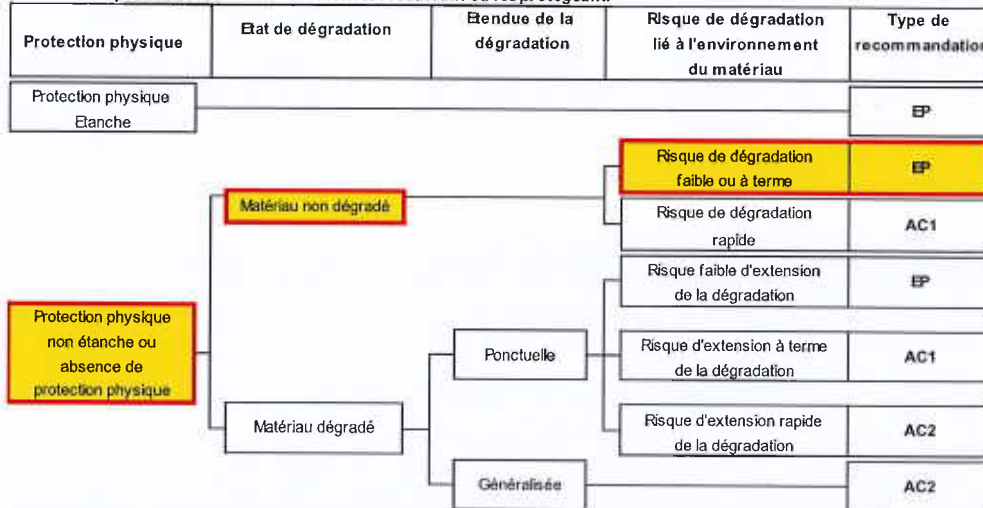 Protection physique
Etat de dégradation
Etendue de la
dégradation
Risque de dégradation
lié à l'environnement
du matériau
Type de
recommandation
Protection physique
Etanche
EP
Risque de dégradation
faible ou à terme
EP
Matériau non dégradé
Risque de dégradation
rapide
AC1
Risque faible d'extension
de la dégradation
EP
Protection physique
non étanche ou
absence de
protection physique
Ponctuelle
Risque d'extension à terme
de la dégradation
AC1
Matériau dégradé
Risque d'extension rapide
de la dégradation
AC2
Généralisée
AC2